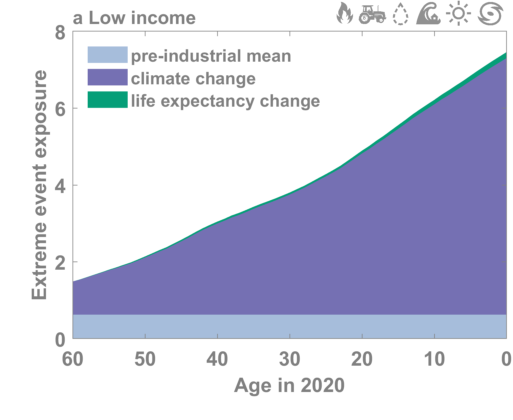 a Low income
8
pre-industrial mean
climate change
life expectancy change
6
4
2
0
Extreme event exposure
60 50 40 30 20 10 0
Age in 2020